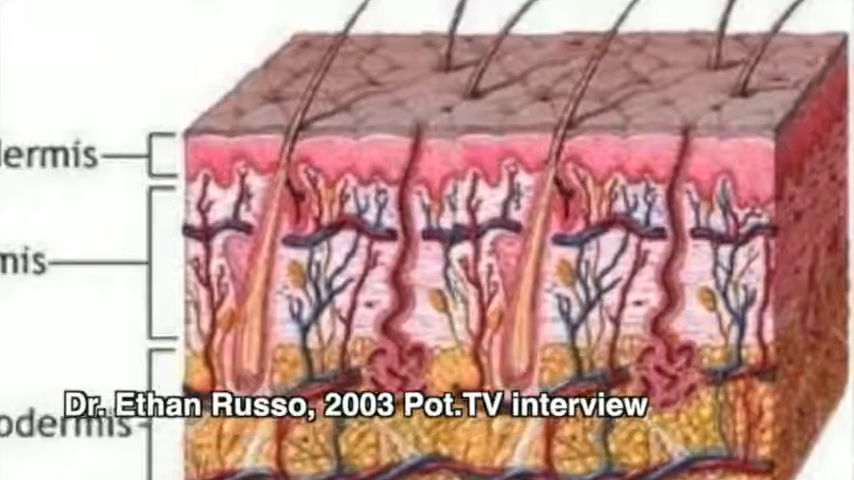 dermis
mis
Dr. Ethan Russo, 2003 Pot.TV interview
odermis